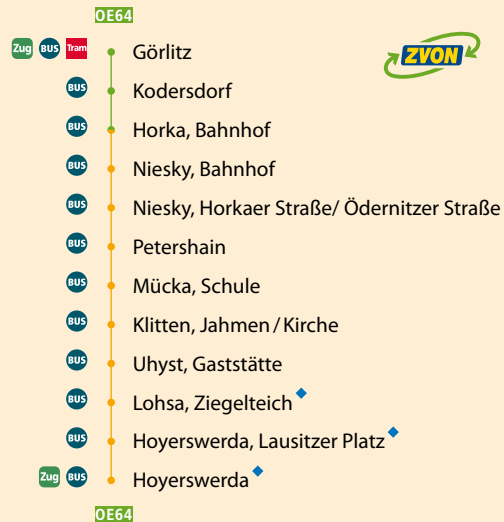 OE64
Zug BUS Tram Görlitz
ZVON
BUS Kodersdorf
BUS Horka, Bahnhof
BUS Niesky, Bahnhof
BUS Niesky, Horkaer Straße/ Ödernitzer Straße
BUS Petershain
BUS Mücka, Schule
BUS Klitten, Jahmen/Kirche
BUS Uhyst, Gaststätte
BUS Lohsa, Ziegelteich
BUS Hoyerswerda, Lausitzer Platz
Zug BUS Hoyerswerda
OE64